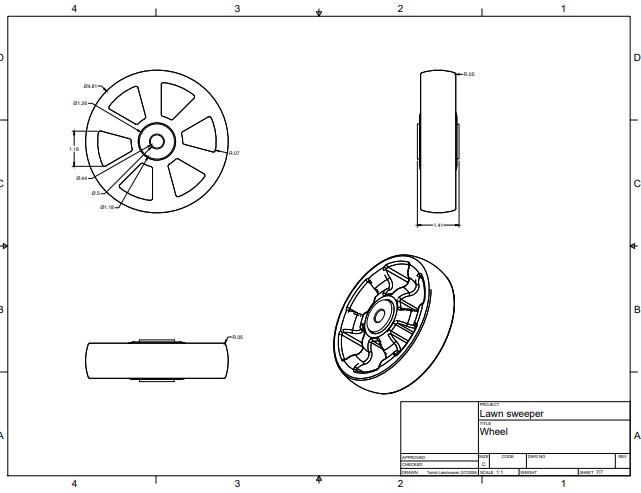 4 3 2 1
D D
Ø4.81
R.05
Ø1.26
1.18
R.07
C C
Ø.44
Ø.5
Ø1.18
1.41
B B
R.05
PROJECT
Lawn sweeper
TITLE
Wheel
A A
APPROVED SIZE CODE DWG NO REV
CHECKED C
DRAWN SCALE 1:1 WEIGHT SHEET 7/7
4 3 2 1